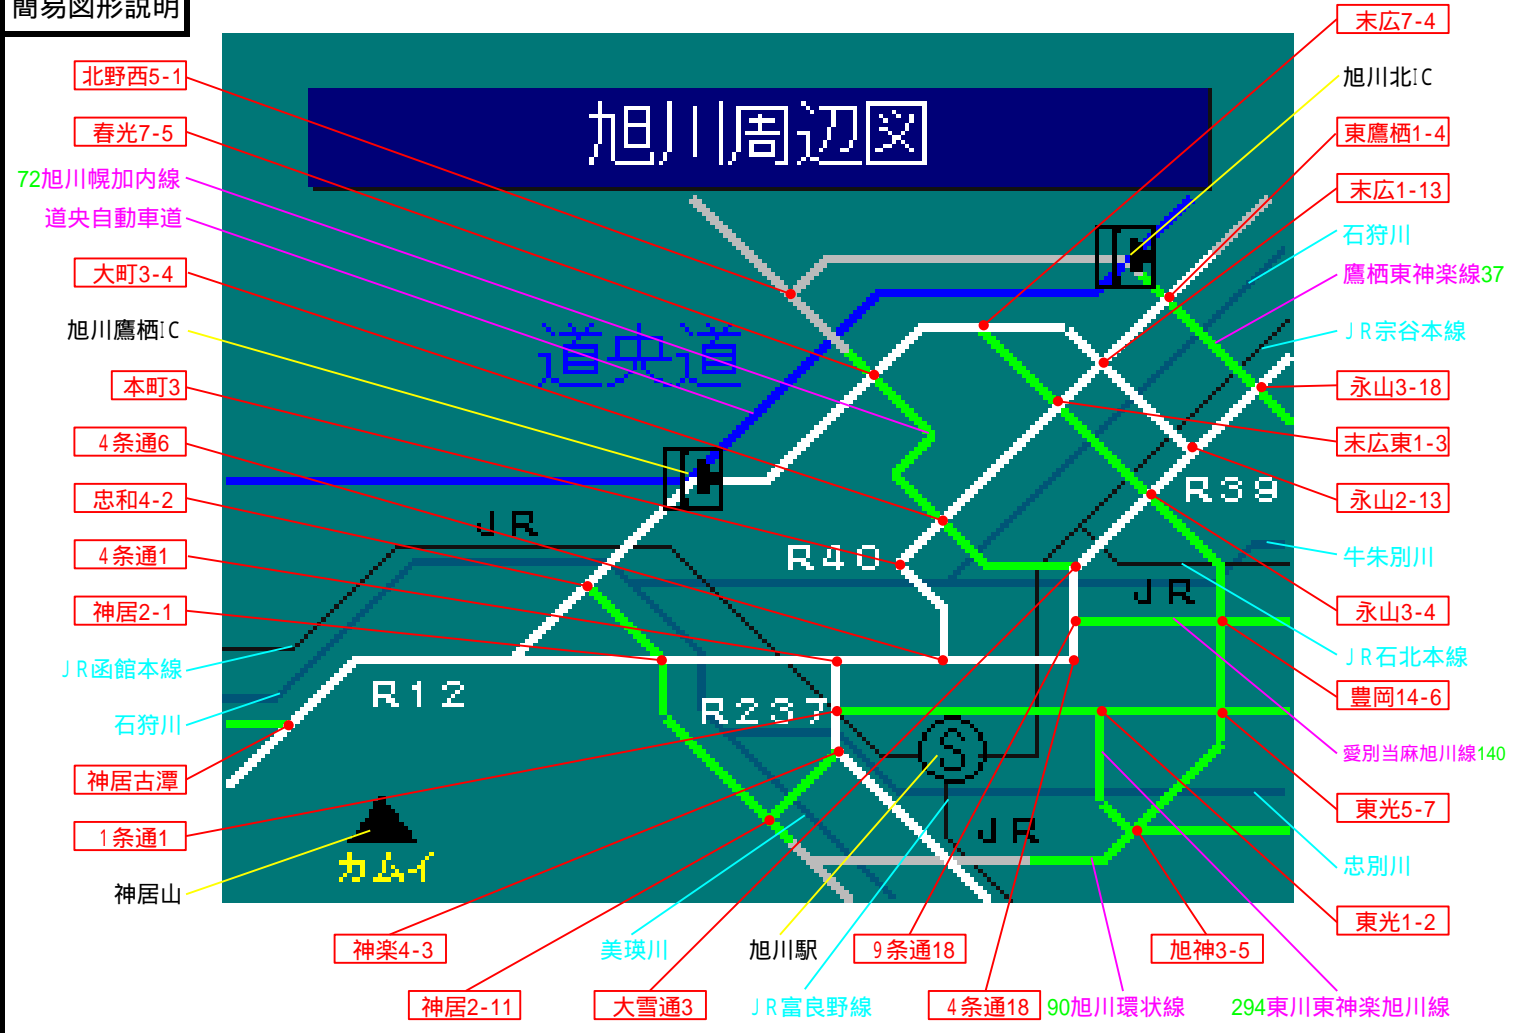 簡易図形説明
末広7-4
北野西5-1
旭川北IC
旭川周辺図
春光7-5
東鷹栖1-4
72旭川幌加内線
末広1-13
道央自動車道
石狩川
大町3-4
鷹栖東神楽線37
旭川鷹栖IC
JR宗谷本線
道央道
本町3
永山3-18
4条通6
末広東1-3
忠和4-2
R39
永山2-13
JR
4条通1
R40
牛朱別川
JR
神居2-1
永山3-4
JR函館本線
JR石北本線
R12
R237
豊岡14-6
石狩川
S
愛別当麻旭川線140
神居古潭
東光5-7
1条通1
JR
カムイ
忠別川
神居山
東光1-2
神楽4-3
美瑛川
旭川駅
9条通18
旭神3-5
神居2-11
大雪通3
JR富良野線
4条通18
90旭川環状線
294東川東神楽旭川線